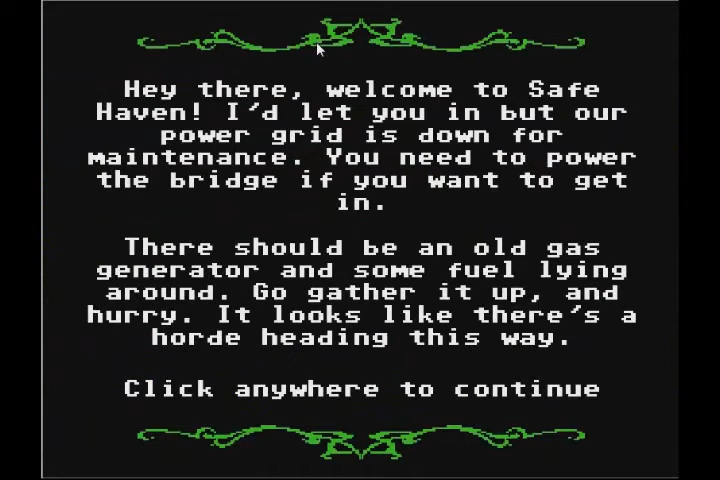 Hey there, welcome to Safe
Haven! I'd let you in but our
power grid is down for
maintenance. You need to power
the bridge if you want to get
in.
There should be an old gas
generator and some fuel lying
around. Go gather it up, and
hurry. It looks like there's a
horde heading this way.
Click anywhere to continue